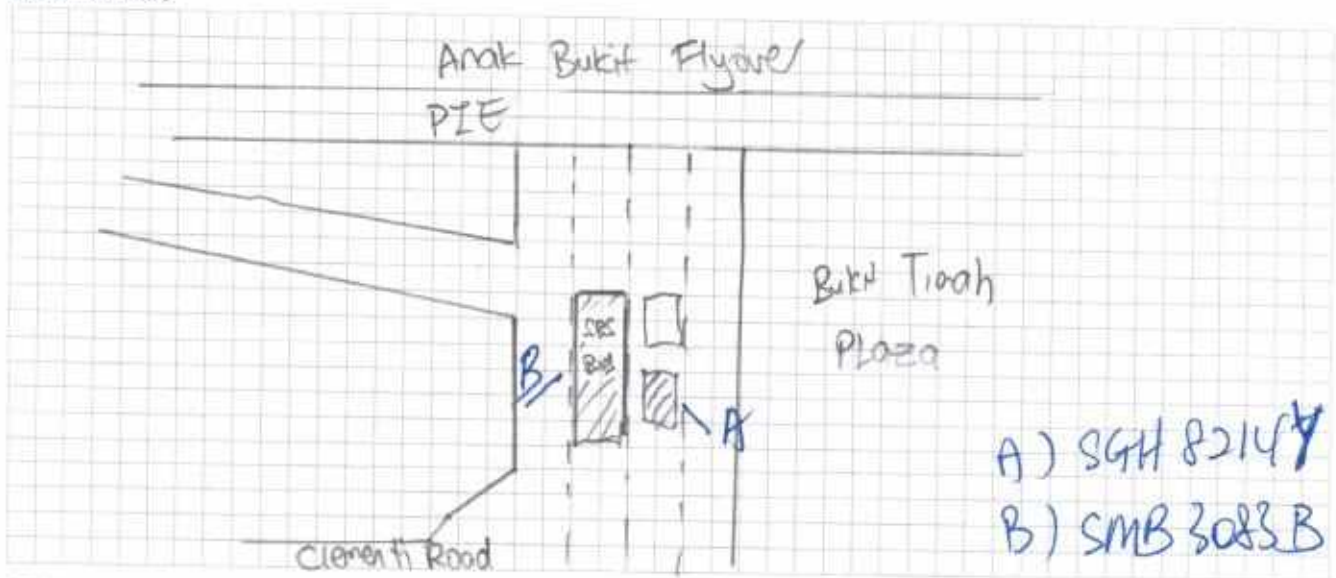 Anak Bukit Flyover
PIE
SBS
Bus
B
A
Bukit Timah
Plaza
A) SGH 8214Y
B) SMB 3083B
Clementi Road